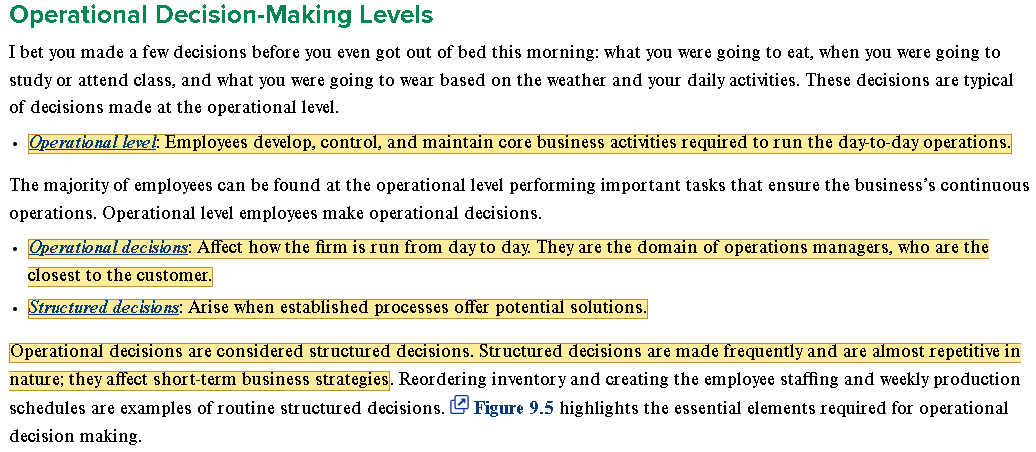 Operational Decision-Making Levels
I bet you made a few decisions before you even got out of bed this morning: what you were going to eat, when you were going to
study or attend class, and what you were going to wear based on the weather and your daily activities. These decisions are typical
of decisions made at the operational level.
• Operational level: Employees develop, control, and maintain core business activities required to run the day-to-day operations.
The majority of employees can be found at the operational level performing important tasks that ensure the business's continuous
operations. Operational level employees make operational decisions.
• Operational decisions: Affect how the firm is run from day to day. They are the domain of operations managers, who are the
closest to the customer.
• Structured decisions: Arise when established processes offer potential solutions.
Operational decisions are considered structured decisions. Structured decisions are made frequently and are almost repetitive in
nature; they affect short-term business strategies. Reordering inventory and creating the employee staffing and weekly production
schedules are examples of routine structured decisions. Figure 9.5 highlights the essential elements required for operational
decision making.